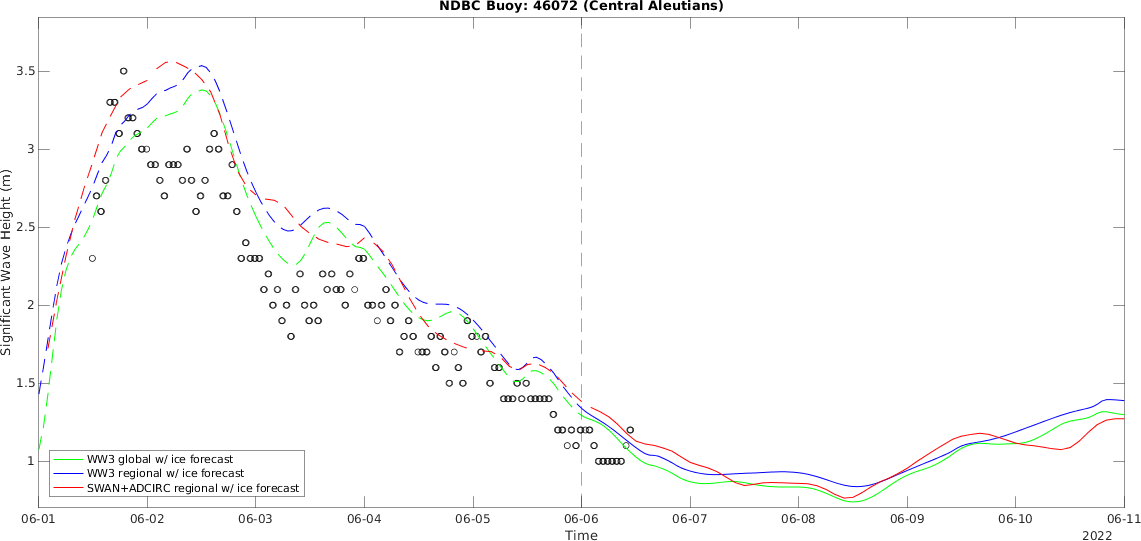 NDBC Buoy: 46072 (Central Aleutians)
Significant Wave Height (m)
3.5
3
2.5
2
1.5
1
WW3 global w/ ice forecast
WW3 regional w/ ice forecast
SWAN+ADCIRC regional w/ ice forecast
06-01 06-02 06-03 06-04 06-05 06-06 06-07 06-08 06-09 06-10 06-11
Time
2022